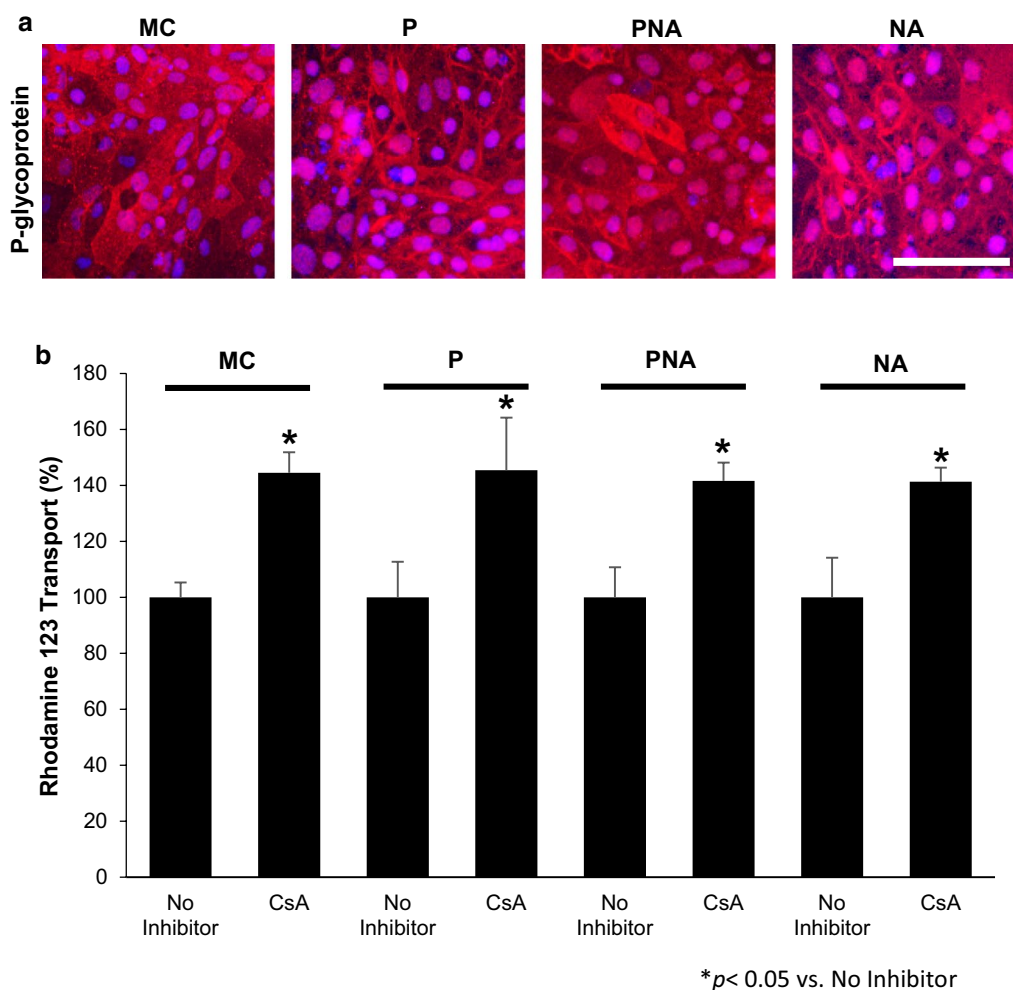 a
MC P PNA NA
P-glycoprotein
b
MC P PNA NA
Rhodamine 123 Transport (%)
180
160
140
120
100
80
60
40
20
0
* * * *
No Inhibitor CsA No Inhibitor CsA No Inhibitor CsA No Inhibitor CsA
*p< 0.05 vs. No Inhibitor